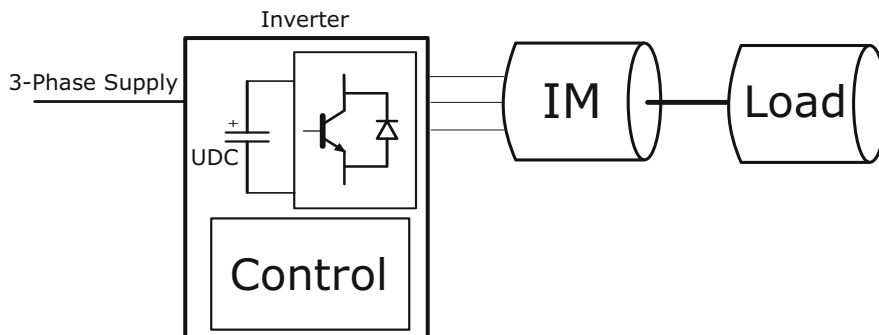 Inverter
3-Phase Supply
+
UDC
IM
Load
Control